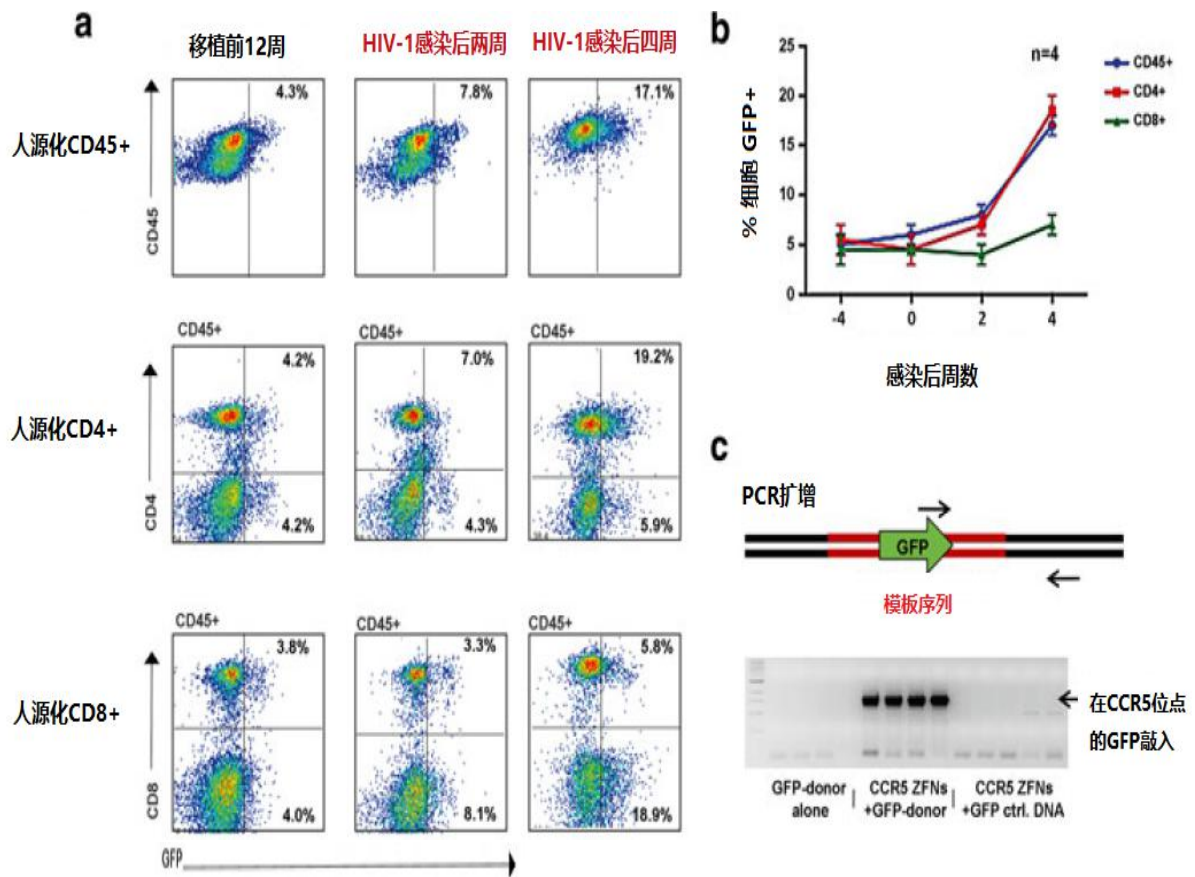 a
移植前12周
HIV-1感染后两周
HIV-1感染后四周
人源化CD45+
CD45
4.3%
7.8%
17.1%
人源化CD4+
CD4
CD45+
4.2%
4.2%
CD45+
7.0%
4.3%
CD45+
19.2%
5.9%
人源化CD8+
CD8
CD45+
3.8%
4.0%
CD45+
3.3%
8.1%
CD45+
5.8%
18.9%
GFP
b
% 细胞 GFP +
25
20
15
10
5
0
-4
0
2
4
n=4
CD45+
CD4+
CD8+
感染后周数
c
PCR扩增
GFP
模板序列
在CCR5位点
的GFP敲入
GFP-donor
alone
CCR5 ZFNs
+GFP-donor
CCR5 ZFNs
+GFP ctrl. DNA